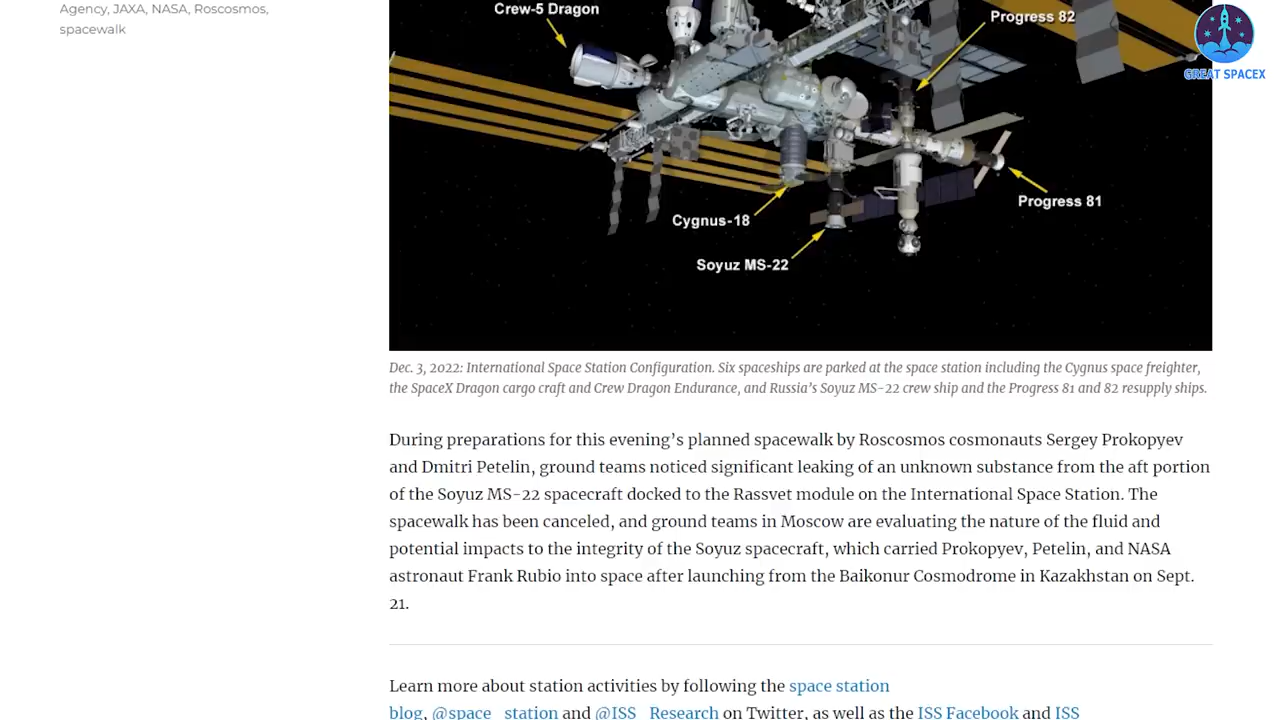 Agency, JAXA, NASA, Roscosmos,
spacewalk
Crew-5 Dragon
Progress 82
GREAT SPACEX
Progress 81
Cygnus-18
Soyuz MS-22
Dec. 3, 2022: International Space Station Configuration. Six spaceships are parked at the space station including the Cygnus space freighter,
the SpaceX Dragon cargo craft and Crew Dragon Endurance, and Russia’s Soyuz MS-22 crew ship and the Progress 81 and 82 resupply ships.
During preparations for this evening’s planned spacewalk by Roscosmos cosmonauts Sergey Prokopyev
and Dmitri Petelin, ground teams noticed significant leaking of an unknown substance from the aft portion
of the Soyuz MS-22 spacecraft docked to the Rassvet module on the International Space Station. The
spacewalk has been canceled, and ground teams in Moscow are evaluating the nature of the fluid and
potential impacts to the integrity of the Soyuz spacecraft, which carried Prokopyev, Petelin, and NASA
astronaut Frank Rubio into space after launching from the Baikonur Cosmodrome in Kazakhstan on Sept.
21.
Learn more about station activities by following the space station
blog, @space_station and @ISS_Research on Twitter, as well as the ISS Facebook and ISS